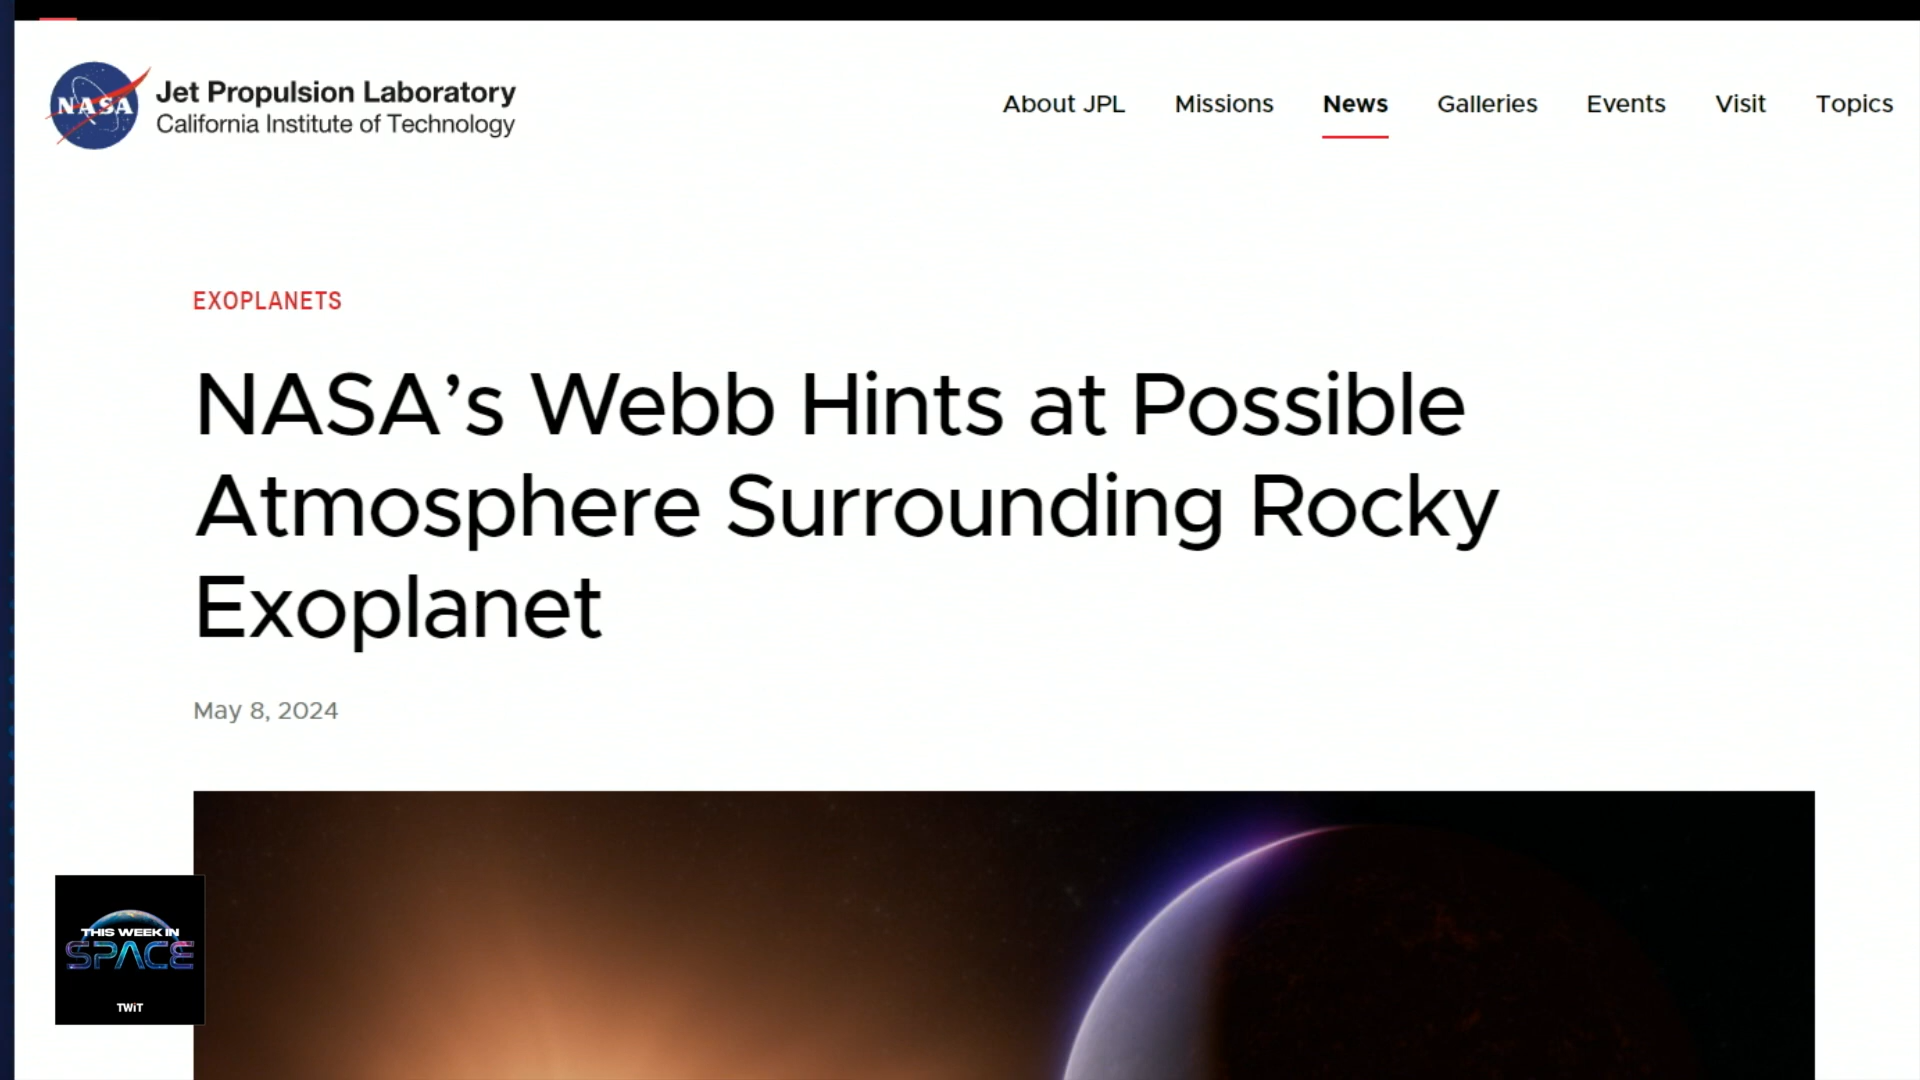 NASA
Jet Propulsion Laboratory
California Institute of Technology
About JPL Missions News Galleries Events Visit Topics
EXOPLANETS
NASA’s Webb Hints at Possible
Atmosphere Surrounding Rocky
Exoplanet
May 8, 2024
THIS WEEK IN
SPACE
TWiT